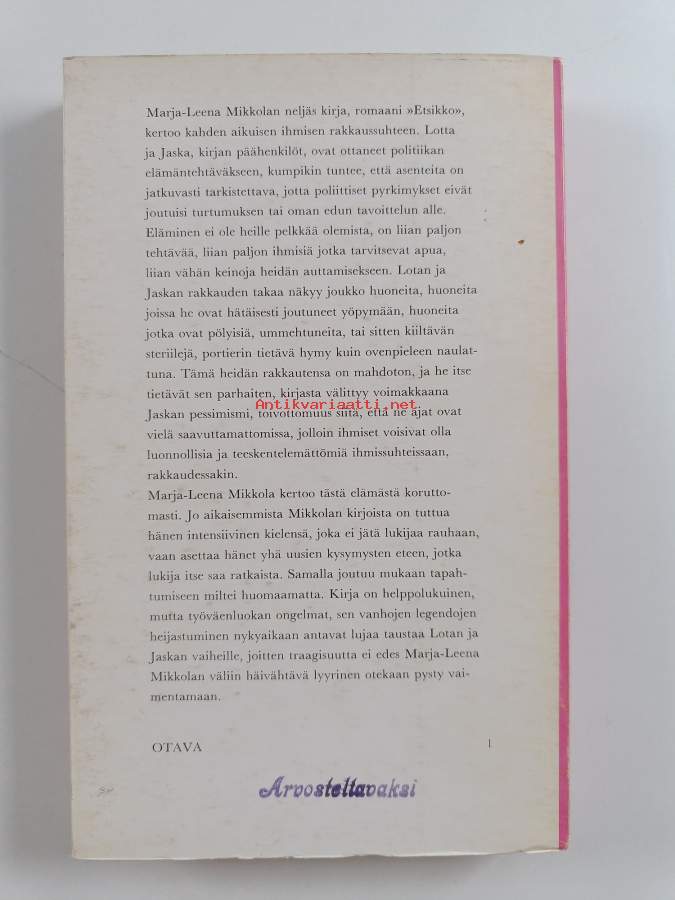 Marja-Leena Mikkolan neljäs kirja, romaani »Etsikko»,
kertoo kahden aikuisen ihmisen rakkaussuhteen. Lotta
ja Jaska, kirjan päähenkilöt, ovat ottaneet politiikan
elämäntehtäväkseen, kumpikin tuntee, että asenteita on
jatkuvasti tarkistettava, jotta poliittiset pyrkimykset eivät
joutuisi turtumuksen tai oman edun tavoittelun alle.
Eläminen ei ole heille pelkkää olemista, on liian paljon
tehtävää, liian paljon ihmisiä jotka tarvitsevat apua,
liian vähän keinoja heidän auttamisekseen. Lotan ja
Jaskan rakkauden takaa näkyy joukko huoneita, huoneita
joissa he ovat hätäisesti joutuneet yöpymään, huoneita
jotka ovat pölyisiä, ummehtuneita, tai sitten kiiltävän
steriilejä, portierin tietävä hymy kuin ovenpieleen naulat-
tuna. Tämä heidän rakkautensa on mahdoton, ja he itse
tietävät sen parhaiten, kirjasta välittyy voimakkaana
Antikvariaatti.net
Jaskan pessimismi, toivottomuus siitä, että ne ajat ovat
vielä saavuttamattomissa, jolloin ihmiset voisivat olla
luonnollisia ja teeskentelemättömiä ihmissuhteissaan,
rakkaudessakin.
Marja-Leena Mikkola kertoo tästä elämästä korutto-
masti. Jo aikaisemmista Mikkolan kirjoista on tuttua
hänen intensiivinen kielensä, joka ei jätä lukijaa rauhaan,
vaan asettaa hänet yhä uusien kysymysten eteen, jotka
lukija itse saa ratkaista. Samalla joutuu mukaan tapah-
tumiseen miltei huomaamatta. Kirja on helppolukuinen,
mutta työväenluokan ongelmat, sen vanhojen legendojen
heijastuminen nykyaikaan antavat lujaa taustaa Lotan ja
Jaskan vaiheille, joitten traagisuutta ei edes Marja-Leena
Mikkolan väliin häivähtävä lyyrinen otekaan pysty vai-
mentamaan.
OTAVA 1
Arvosteltavaksi